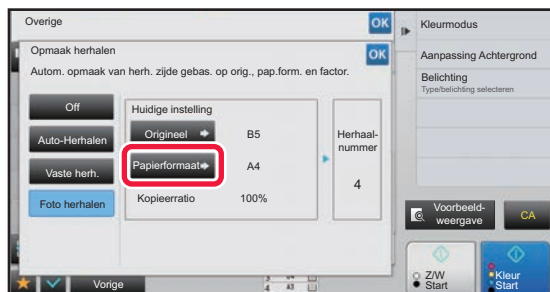 Overige
OK
Opmaak herhalen
OK
Autom. opmaak van herh. zijde gebas. op orig., pap.form. en factor.
Off
Auto-Herhalen
Vaste herh.
Foto herhalen
Huidige instelling
Origineel
B5
Papierformaat
A4
Kopieerratio
100%
Herhaal-
nummer
4
Kleurmodus
Aanpassing Achtergrond
Belichting
Type/belichting selecteren
Voorbeeld-
weergave
CA
Z/W
Start
Kleur
Start
Vorige
4 A3